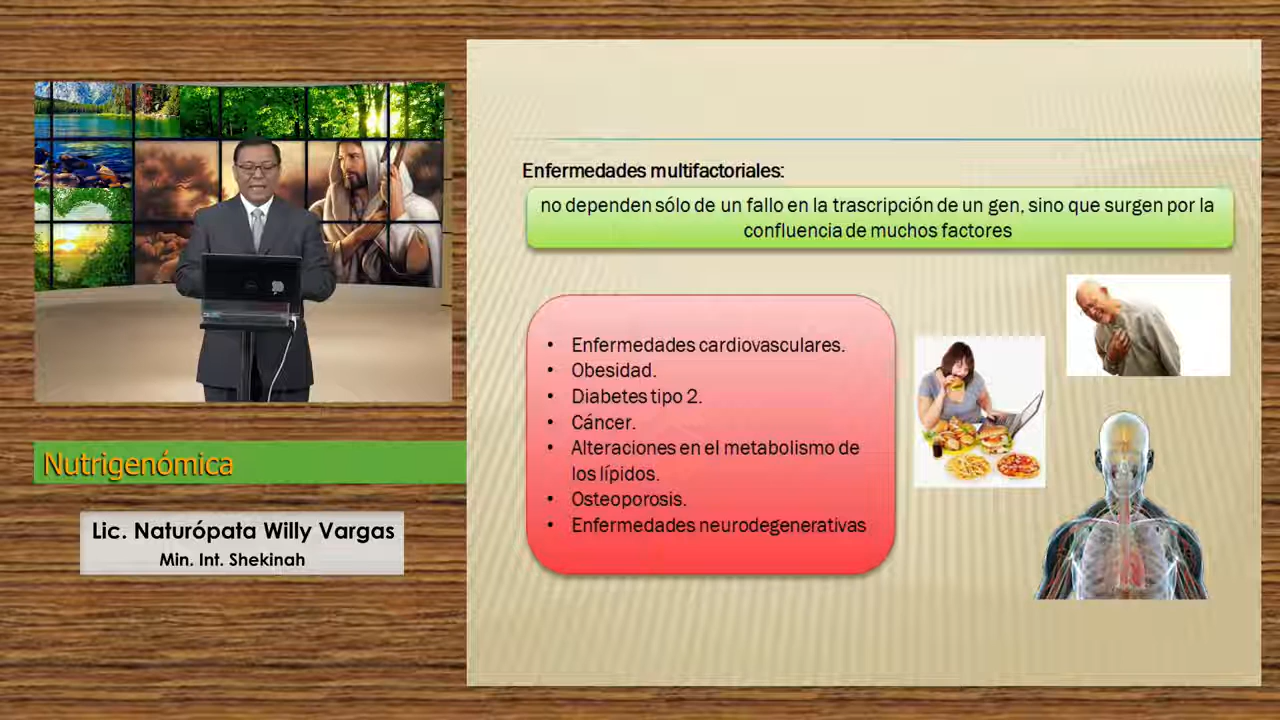 Enfermedades multifactoriales:
no dependen sólo de un fallo en la trascripción de un gen, sino que surgen por la
confluencia de muchos factores
• Enfermedades cardiovasculares.
• Obesidad.
• Diabetes tipo 2.
• Cáncer.
• Alteraciones en el metabolismo de
los lípidos.
• Osteoporosis.
• Enfermedades neurodegenerativas
Nutrigenómica
Lic. Naturópata Willy Vargas
Min. Int. Shekinah